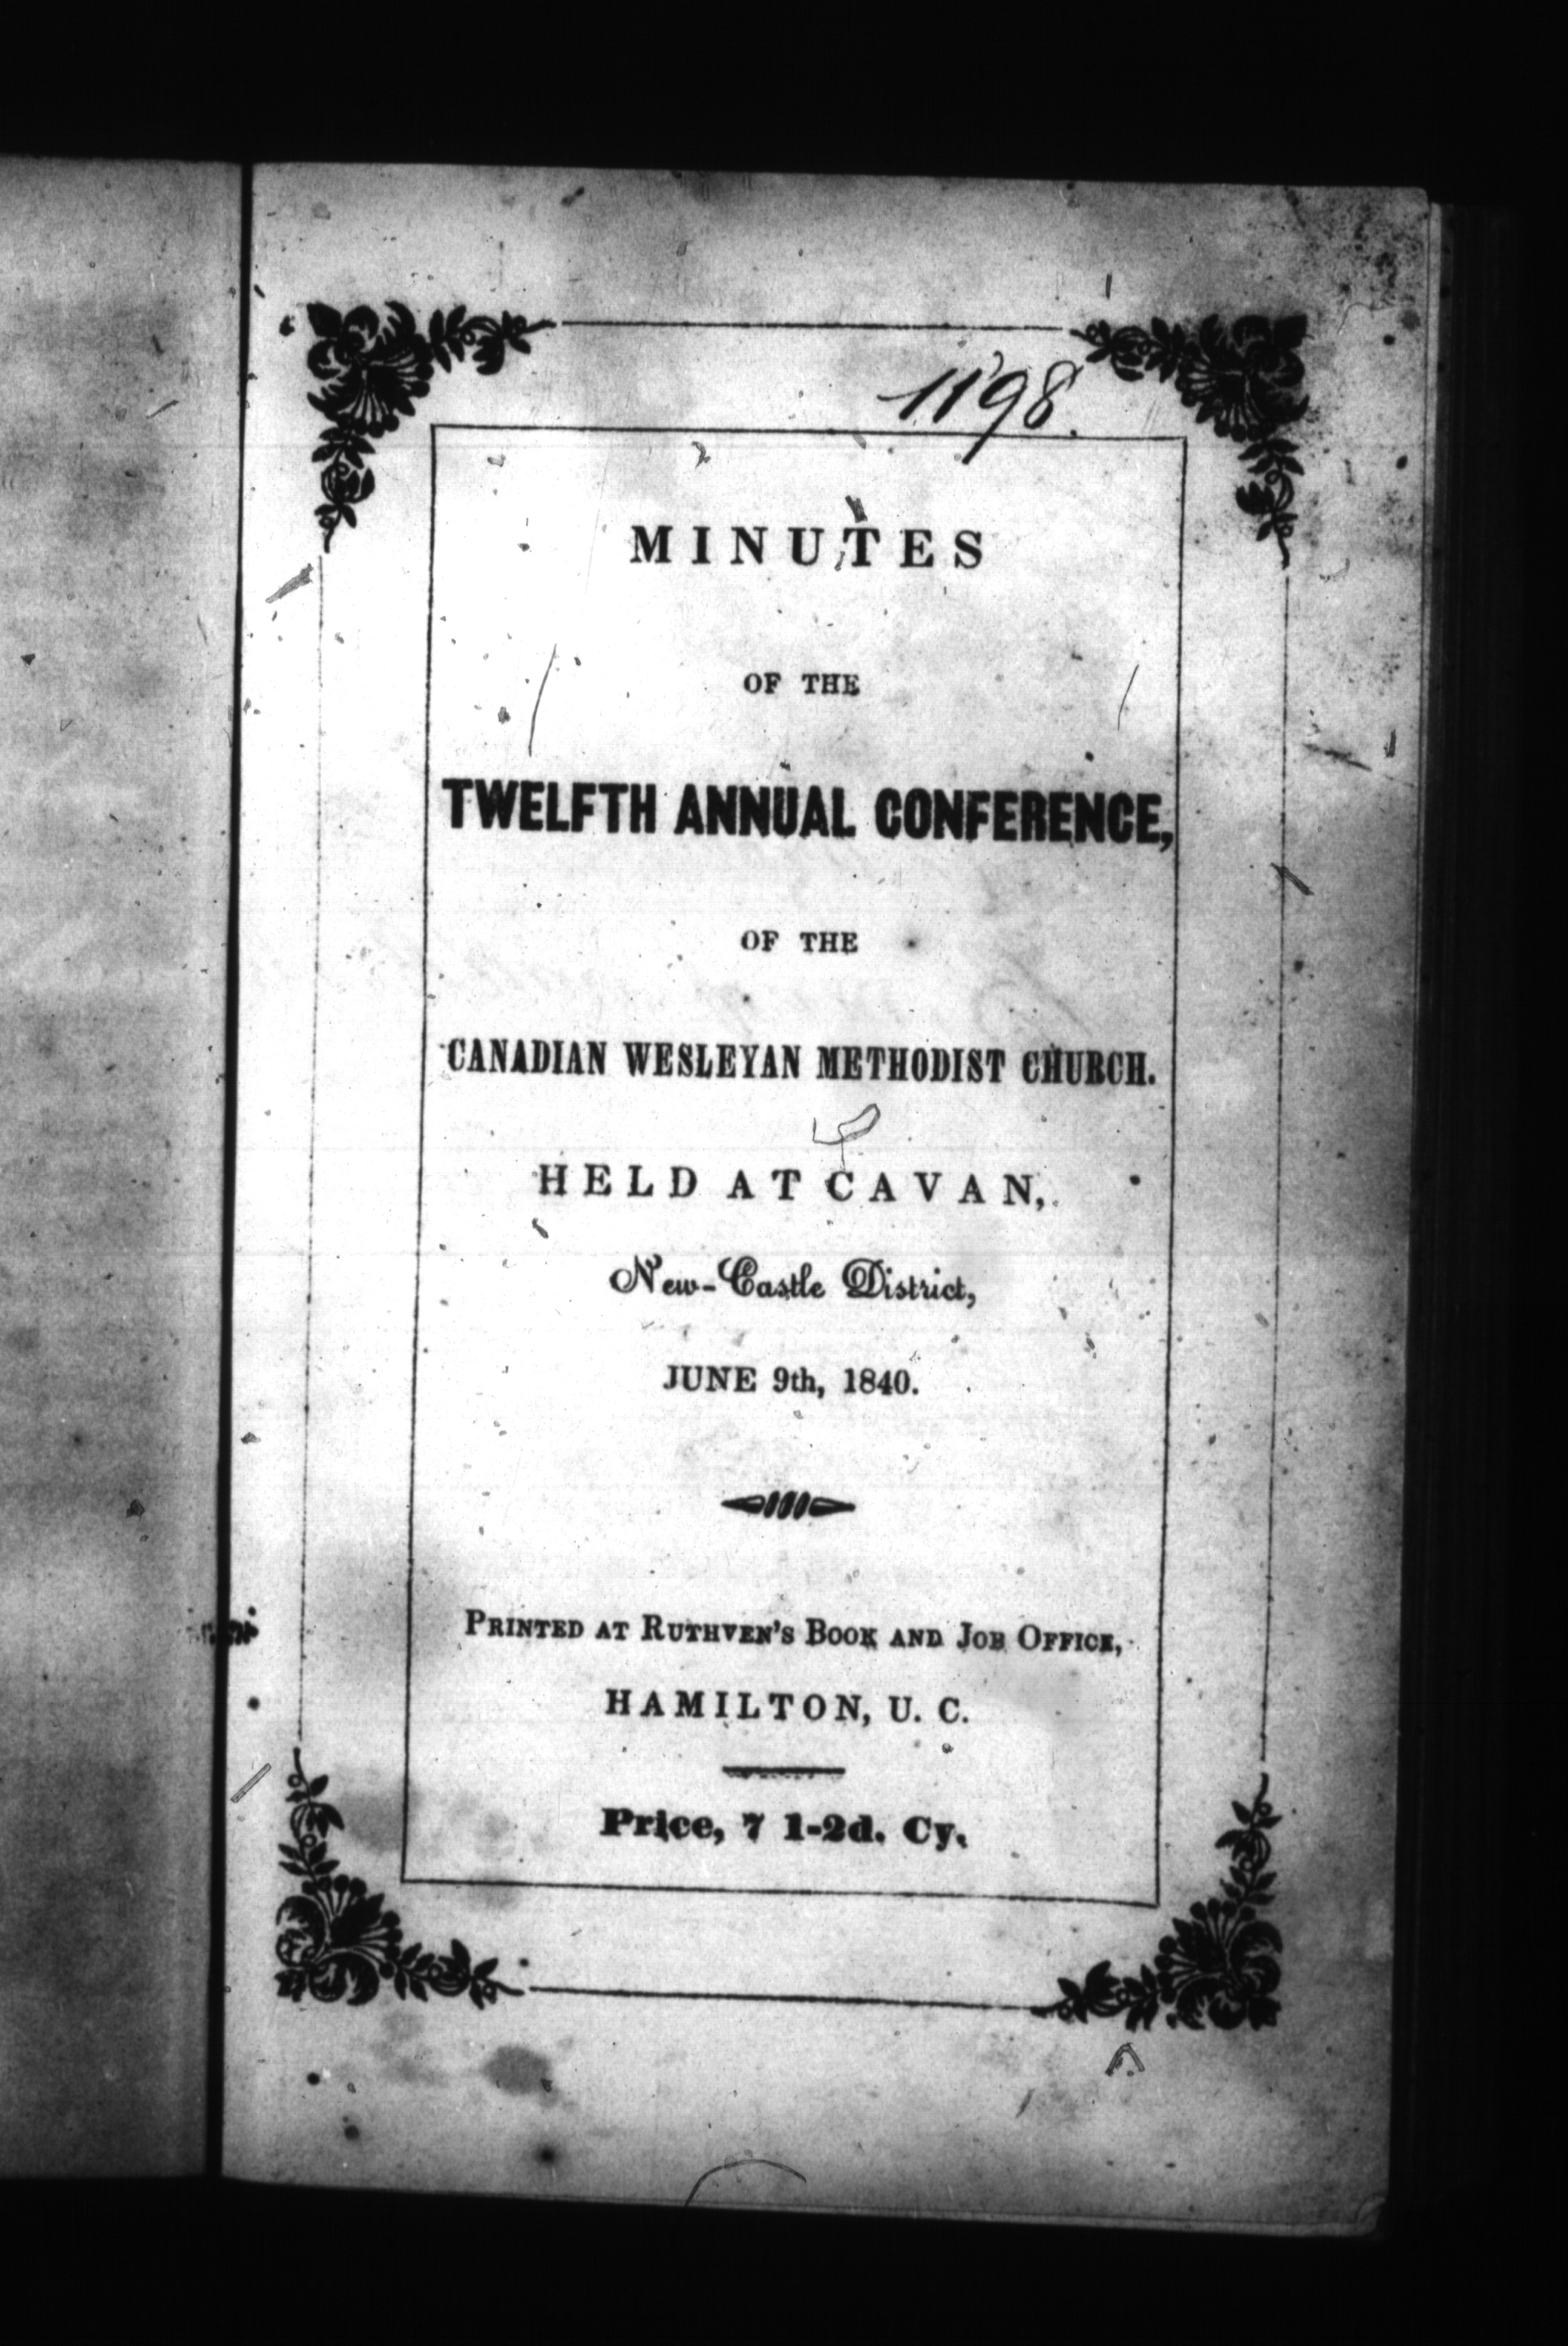 1198.
MINUTES
OF THE
TWELFTH ANNUAL CONFERENCE,
OF THE
CANADIAN WESLEYAN METHODIST CHURCH.
HELD AT CAVAN,
New-Castle District,
JUNE 9th, 1840.
PRINTED AT RUTHVEN'S BOOK AND JOB OFFICE,
HAMILTON, U. C.
Price, 7 1-2d. Cy.